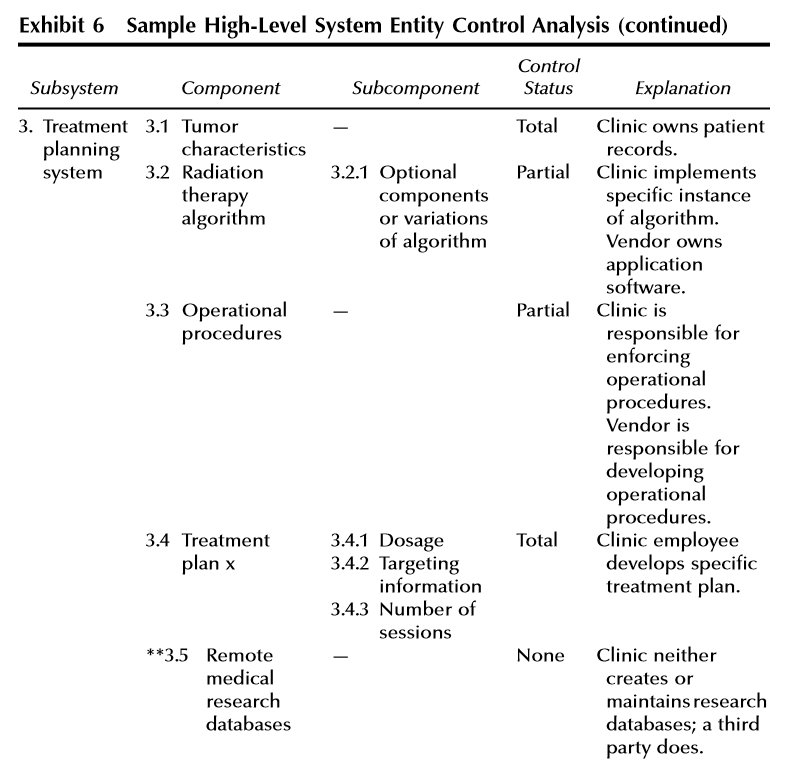 Exhibit 6 Sample High-Level System Entity Control Analysis (continued)
Subsystem Component Subcomponent Control Status Explanation
3. Treatment planning system
3.1 Tumor characteristics
—
Total
Clinic owns patient
records.
3.2 Radiation
therapy
algorithm
3.2.1 Optional
components
or variations
of algorithm
Partial
Clinic implements
specific instance
of algorithm.
Vendor owns
application
software.
3.3 Operational
procedures
—
Partial
Clinic is
responsible for
enforcing
operational
procedures.
Vendor is
responsible for
developing
operational
procedures.
3.4 Treatment
plan x
3.4.1 Dosage
3.4.2 Targeting
information
3.4.3 Number of
sessions
Total
Clinic employee
develops specific
treatment plan.
**3.5 Remote
medical
research
databases
—
None
Clinic neither
creates or
maintains research
databases; a third
party does.